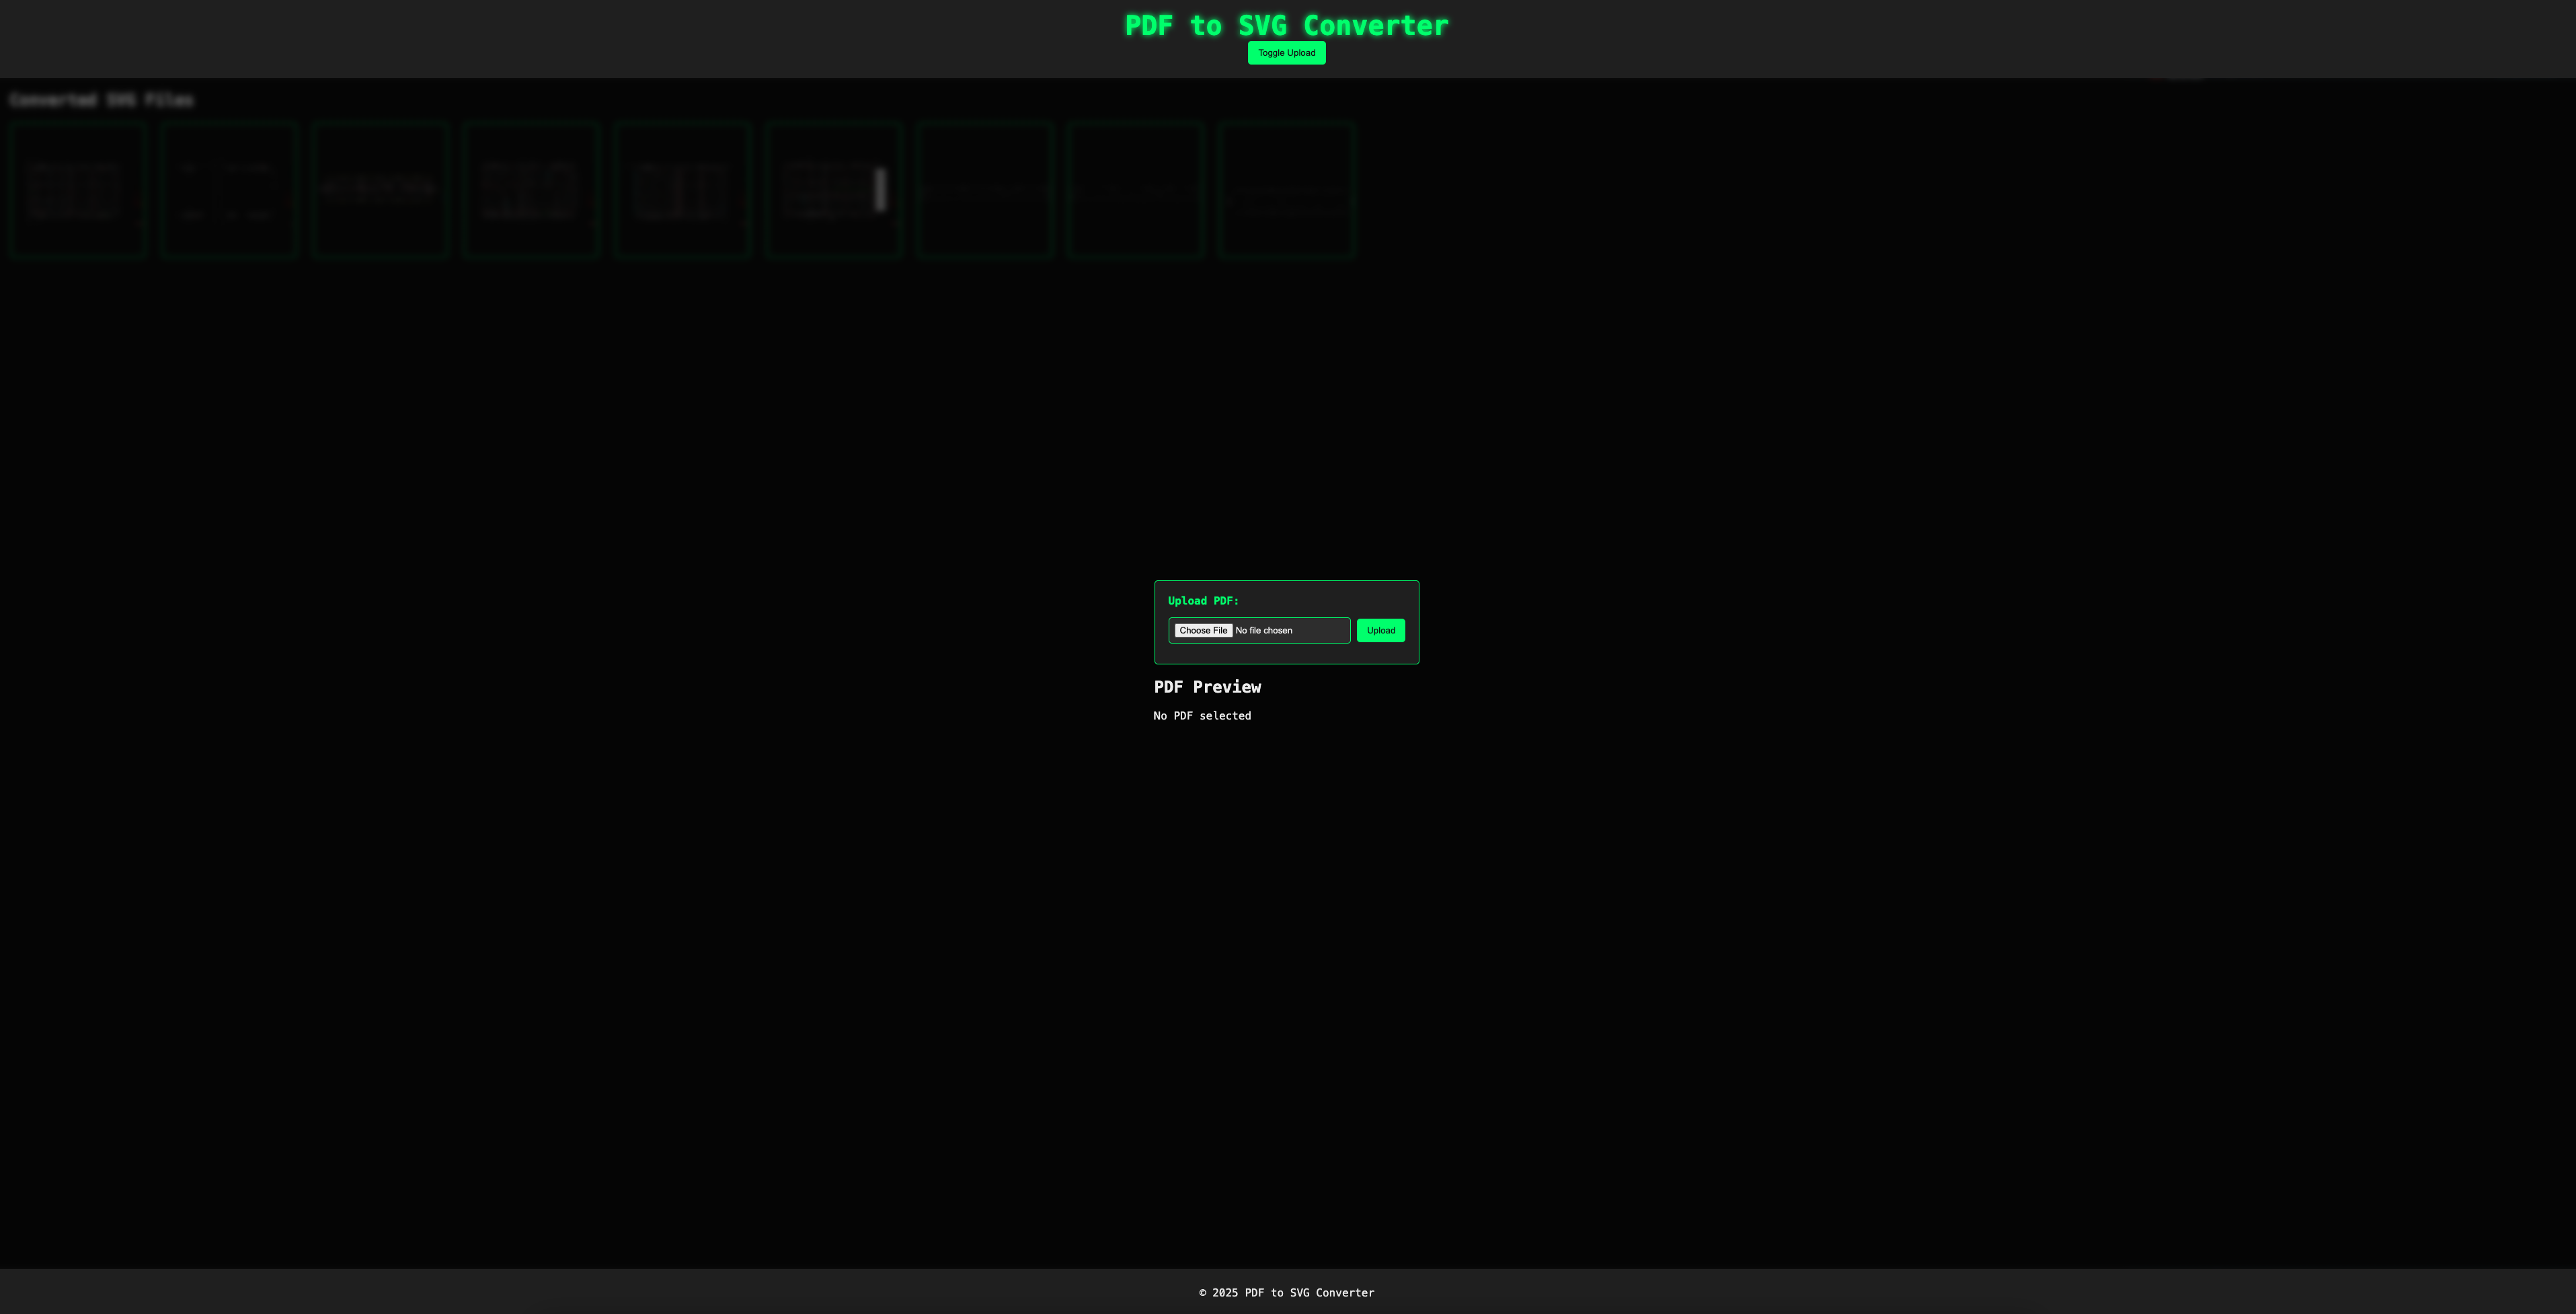 PDF to SVG Converter
Toggle Upload
Converted SVG Files
Upload PDF:
Choose File No file chosen
Upload
PDF Preview
No PDF selected
© 2025 PDF to SVG Converter